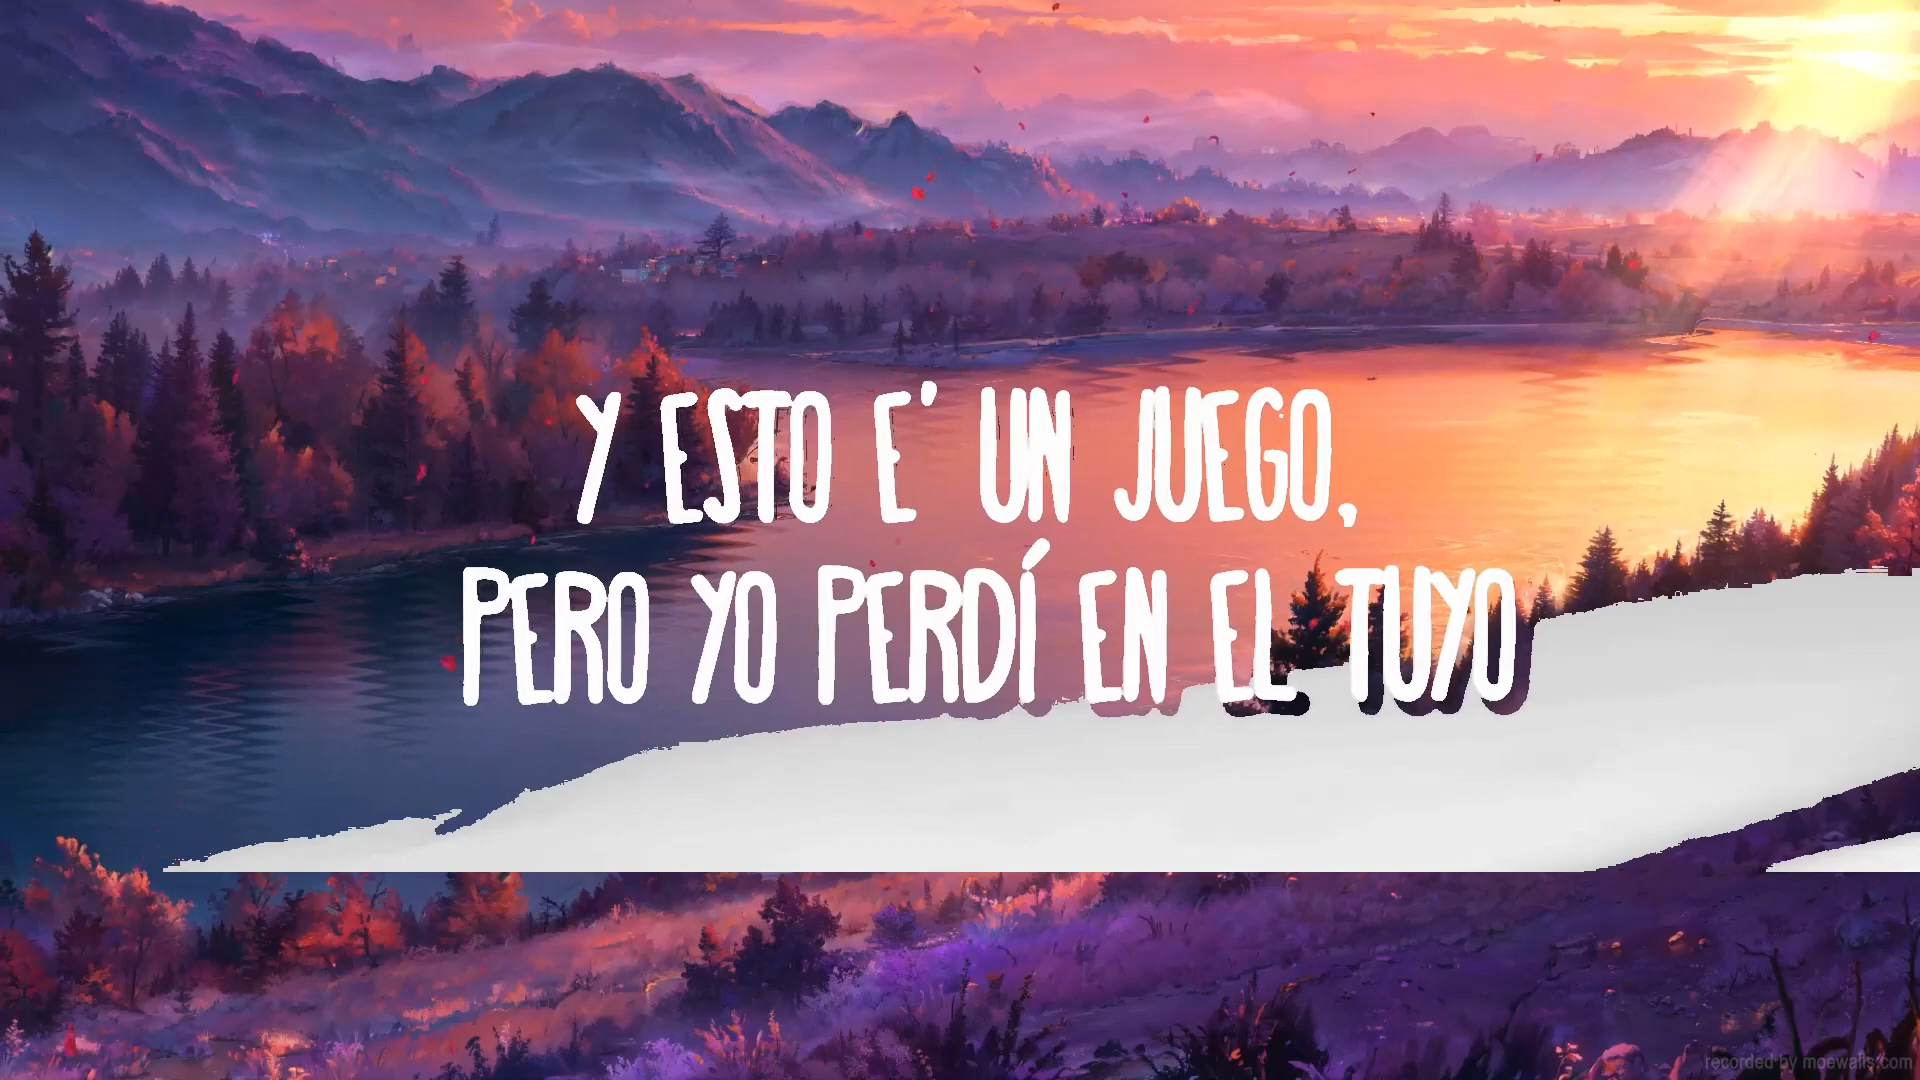 Y ESTO E' UN JUEGO,
PERO YO PERDÍ EN EL TUYO
recorded by moewalls.com